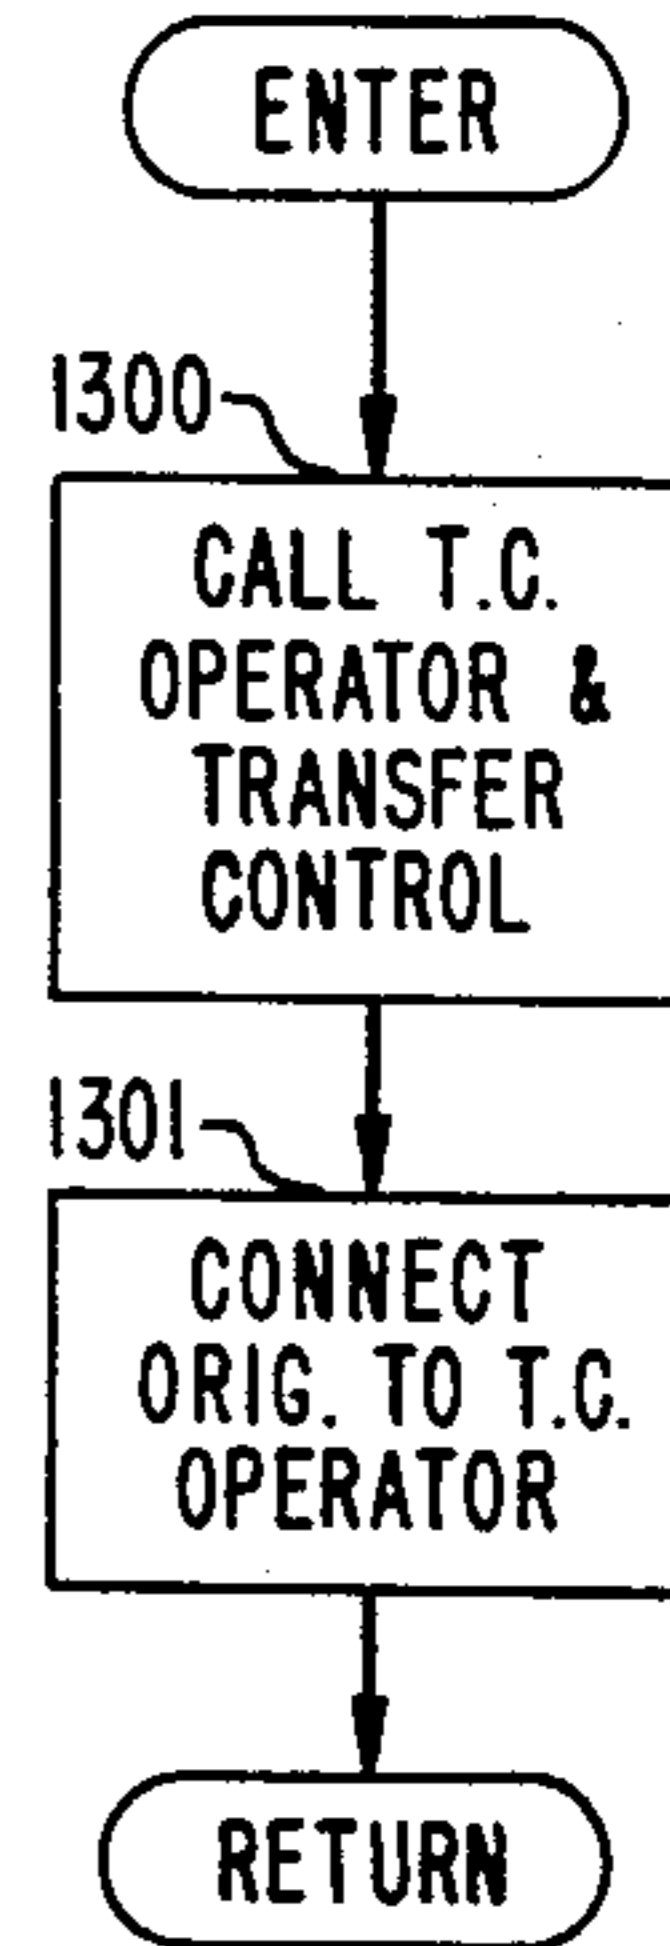 ENTER
1300
CALL T.C.
OPERATOR &
TRANSFER
CONTROL
1301
CONNECT
ORIG. TO T.C.
OPERATOR
RETURN